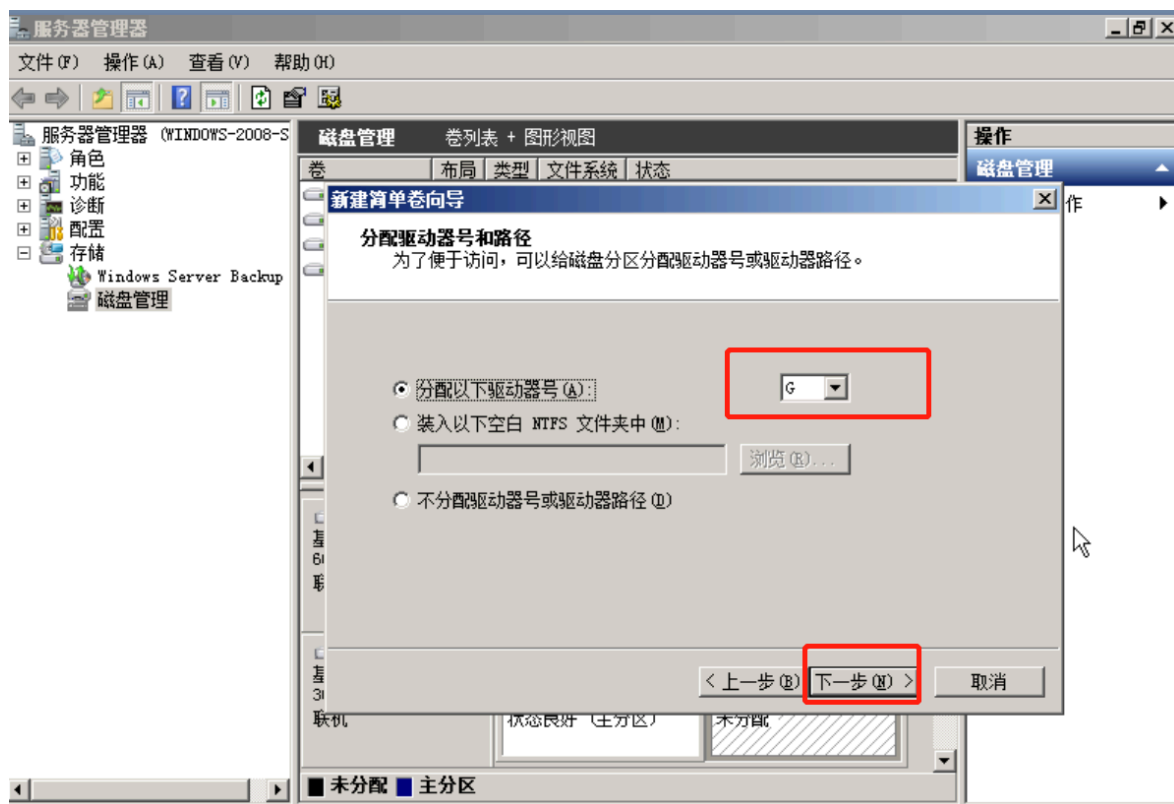 服务器管理器
文件(F) 操作(A) 查看(V) 帮助(H)
服务器管理器 (WINDOWS-2008-S
角色
功能
诊断
配置
存储
Windows Server Backup
磁盘管理
磁盘管理 卷列表 + 图形视图
卷 布局 类型 文件系统 状态
操作
磁盘管理
作
新建简单卷向导
分配驱动器号和路径
为了便于访问，可以给磁盘分区分配驱动器号或驱动器路径。
分配以下驱动器号(A): G
装入以下空白 NTFS 文件夹中(M):
浏览(R)...
不分配驱动器号或驱动器路径(D)
< 上一步(B) 下一步(N) > 取消
联机
状态良好 (主分区) 未分配
未分配 主分区